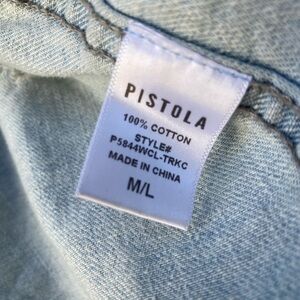 PISTOLA
100% COTTON
STYLE#
P5844WCL-TRKC
MADE IN CHINA
M/L